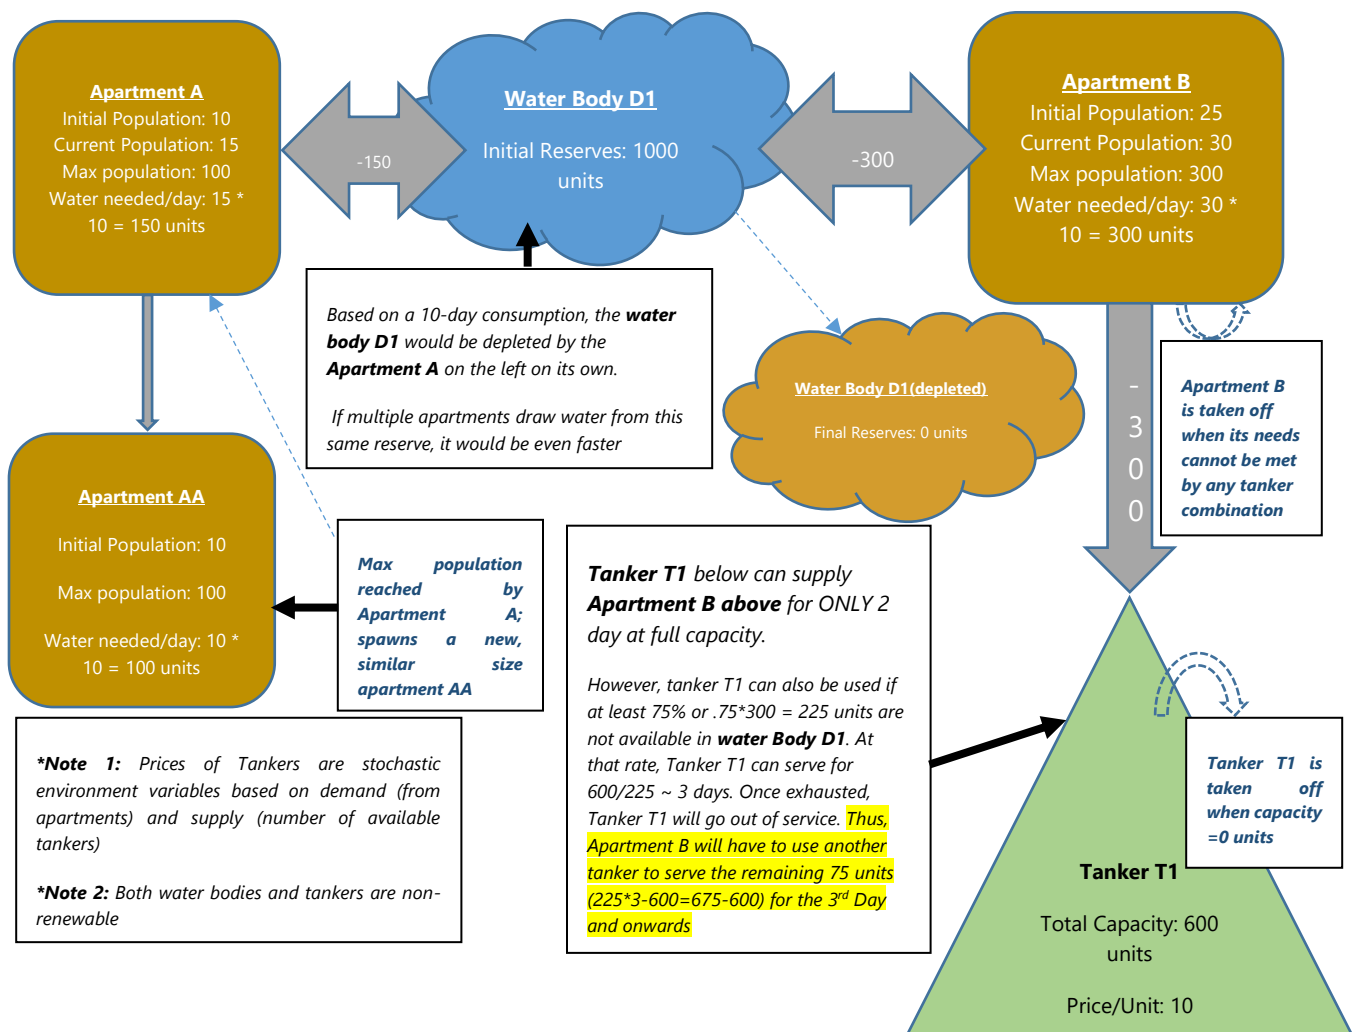 Apartment A
Initial Population: 10
Current Population: 15
Max population: 100
Water needed/day: 15 *
10 = 150 units
-150
Water Body D1
Initial Reserves: 1000
units
-300
Apartment B
Initial Population: 25
Current Population: 30
Max population: 300
Water needed/day: 30 *
10 = 300 units
Based on a 10-day consumption, the water
body D1 would be depleted by the
Apartment A on the left on its own.
If multiple apartments draw water from this
same reserve, it would be even faster
Water Body D1(depleted)
Final Reserves: 0 units
-
3
0
0
Apartment B
is taken off
when its needs
cannot be met
by any tanker
combination
Apartment AA
Initial Population: 10
Max population: 100
Water needed/day: 10 *
10 = 100 units
Max population
reached by
Apartment A;
spawns a new,
similar size
apartment AA
Tanker T1 below can supply
Apartment B above for ONLY 2
day at full capacity.
However, tanker T1 can also be used if
at least 75% or .75*300 = 225 units are
not available in water Body D1. At
that rate, Tanker T1 can serve for
600/225 ~ 3 days. Once exhausted,
Tanker T1 will go out of service. Thus,
Apartment B will have to use another
tanker to serve the remaining 75 units
(225*3-600=675-600) for the 3rd Day
and onwards
*Note 1: Prices of Tankers are stochastic
environment variables based on demand (from
apartments) and supply (number of available
tankers)
*Note 2: Both water bodies and tankers are non-
renewable
Tanker T1 is
taken off
when capacity
=0 units
Tanker T1
Total Capacity: 600
units
Price/Unit: 10